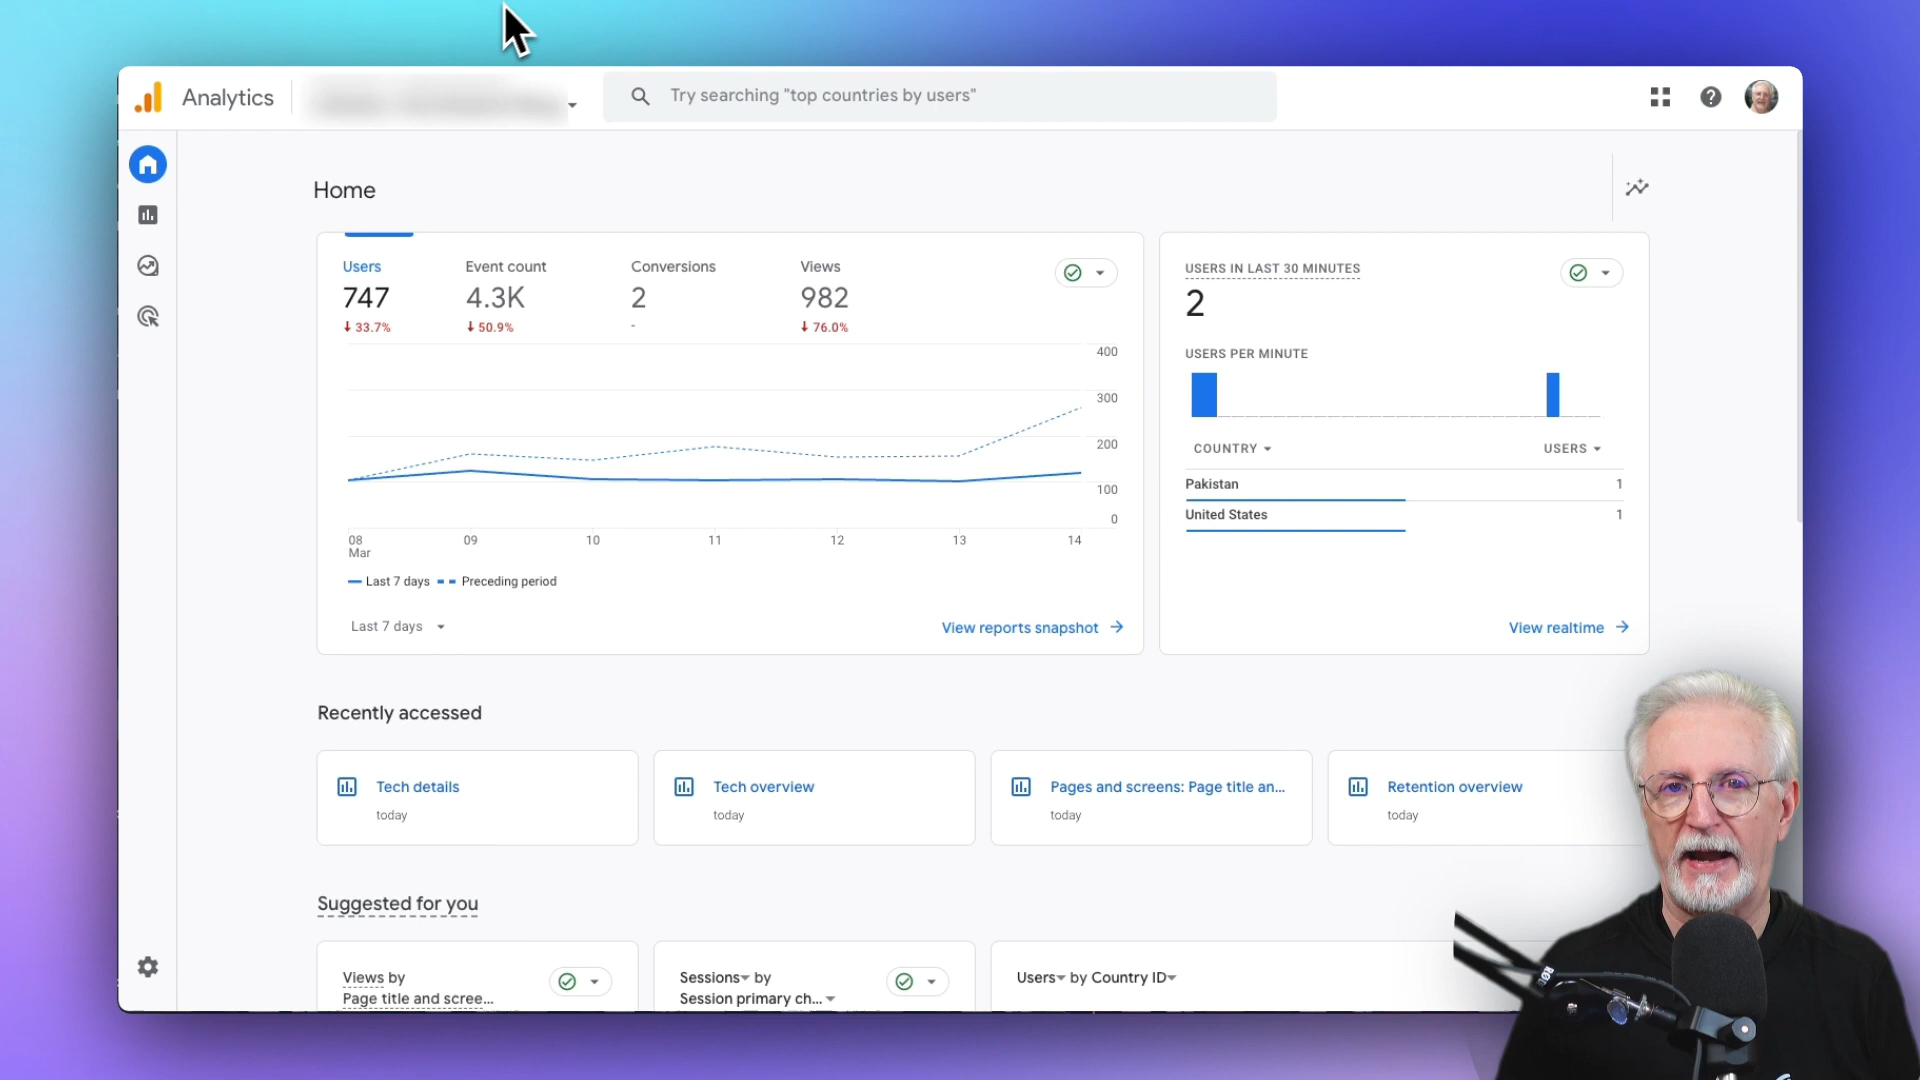 Analytics
Try searching "top countries by users"
Home
Users
747
33.7%
Event count
4.3K
50.9%
Conversions
2
-
Views
982
76.0%
400
300
200
100
0
08
Mar
09
10
11
12
13
14
Last 7 days
Preceding period
Last 7 days
View reports snapshot
USERS IN LAST 30 MINUTES
2
USERS PER MINUTE
COUNTRY
USERS
Pakistan
1
United States
1
View realtime
Recently accessed
Tech details
today
Tech overview
today
Pages and screens: Page title an...
today
Retention overview
today
Suggested for you
Views by
Page title and scree...
Sessions by
Session primary ch...
Users by Country ID